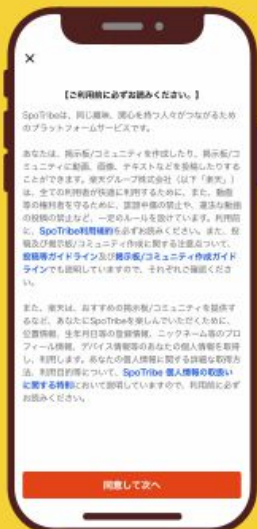 ×
【ご利用前に必ずお読みください。】
SpoTribeは、同じ趣味、関心を持つ人々がつながるため
のプラットフォームサービスです。
あなたは、掲示板/コミュニティを作成したり、掲示板/コ
ミュニティに動画、画像、テキストなどを投稿したりする
ことができます。楽天グループ株式会社（以下「楽天」）
は、全ての利用者が快適に利用するために、また、動画
等の権利者を守るために、誹謗中傷の禁止や、違法な動画
の投稿の禁止など、一定のルールを設けています。利用前
に、SpoTribe利用規約を必ずお読みください。また、投
稿及び掲示板/コミュニティ作成に関する注意点ついて、
投稿等ガイドライン及び掲示板/コミュニティ作成ガイド
ラインでも説明していますので、それぞれご確認くださ
い。
また、楽天は、おすすめの掲示板/コミュニティを提供す
るなど、あなたにSpoTribeを楽しんでいただくために、
位置情報、生年月日等の登録情報、ニックネーム等のプロ
フィール情報、デバイス情報等のあなたの個人情報を取得
し、利用します。あなたの個人情報に関する詳細な取得方
法、利用目的等について、SpoTribe 個人情報の取扱い
に関する特則において説明していますので、利用前に必ず
お読みください。
同意して次へ